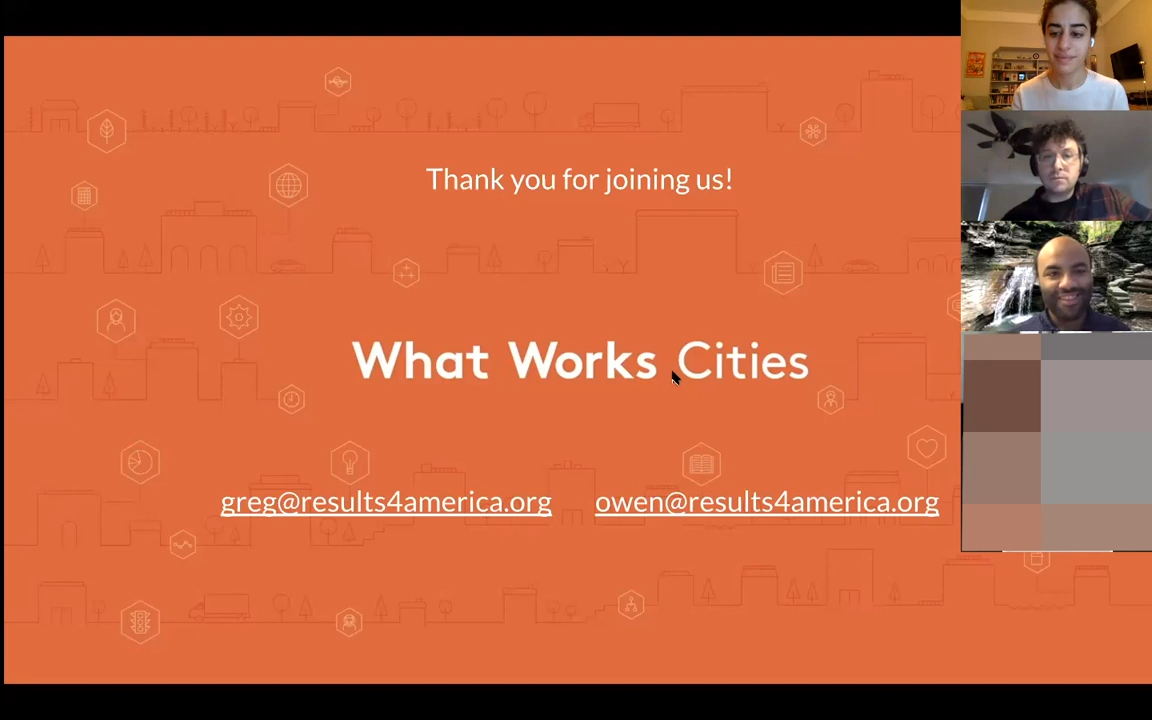 Thank you for joining us!
What Works Cities
greg@results4america.org owen@results4america.org